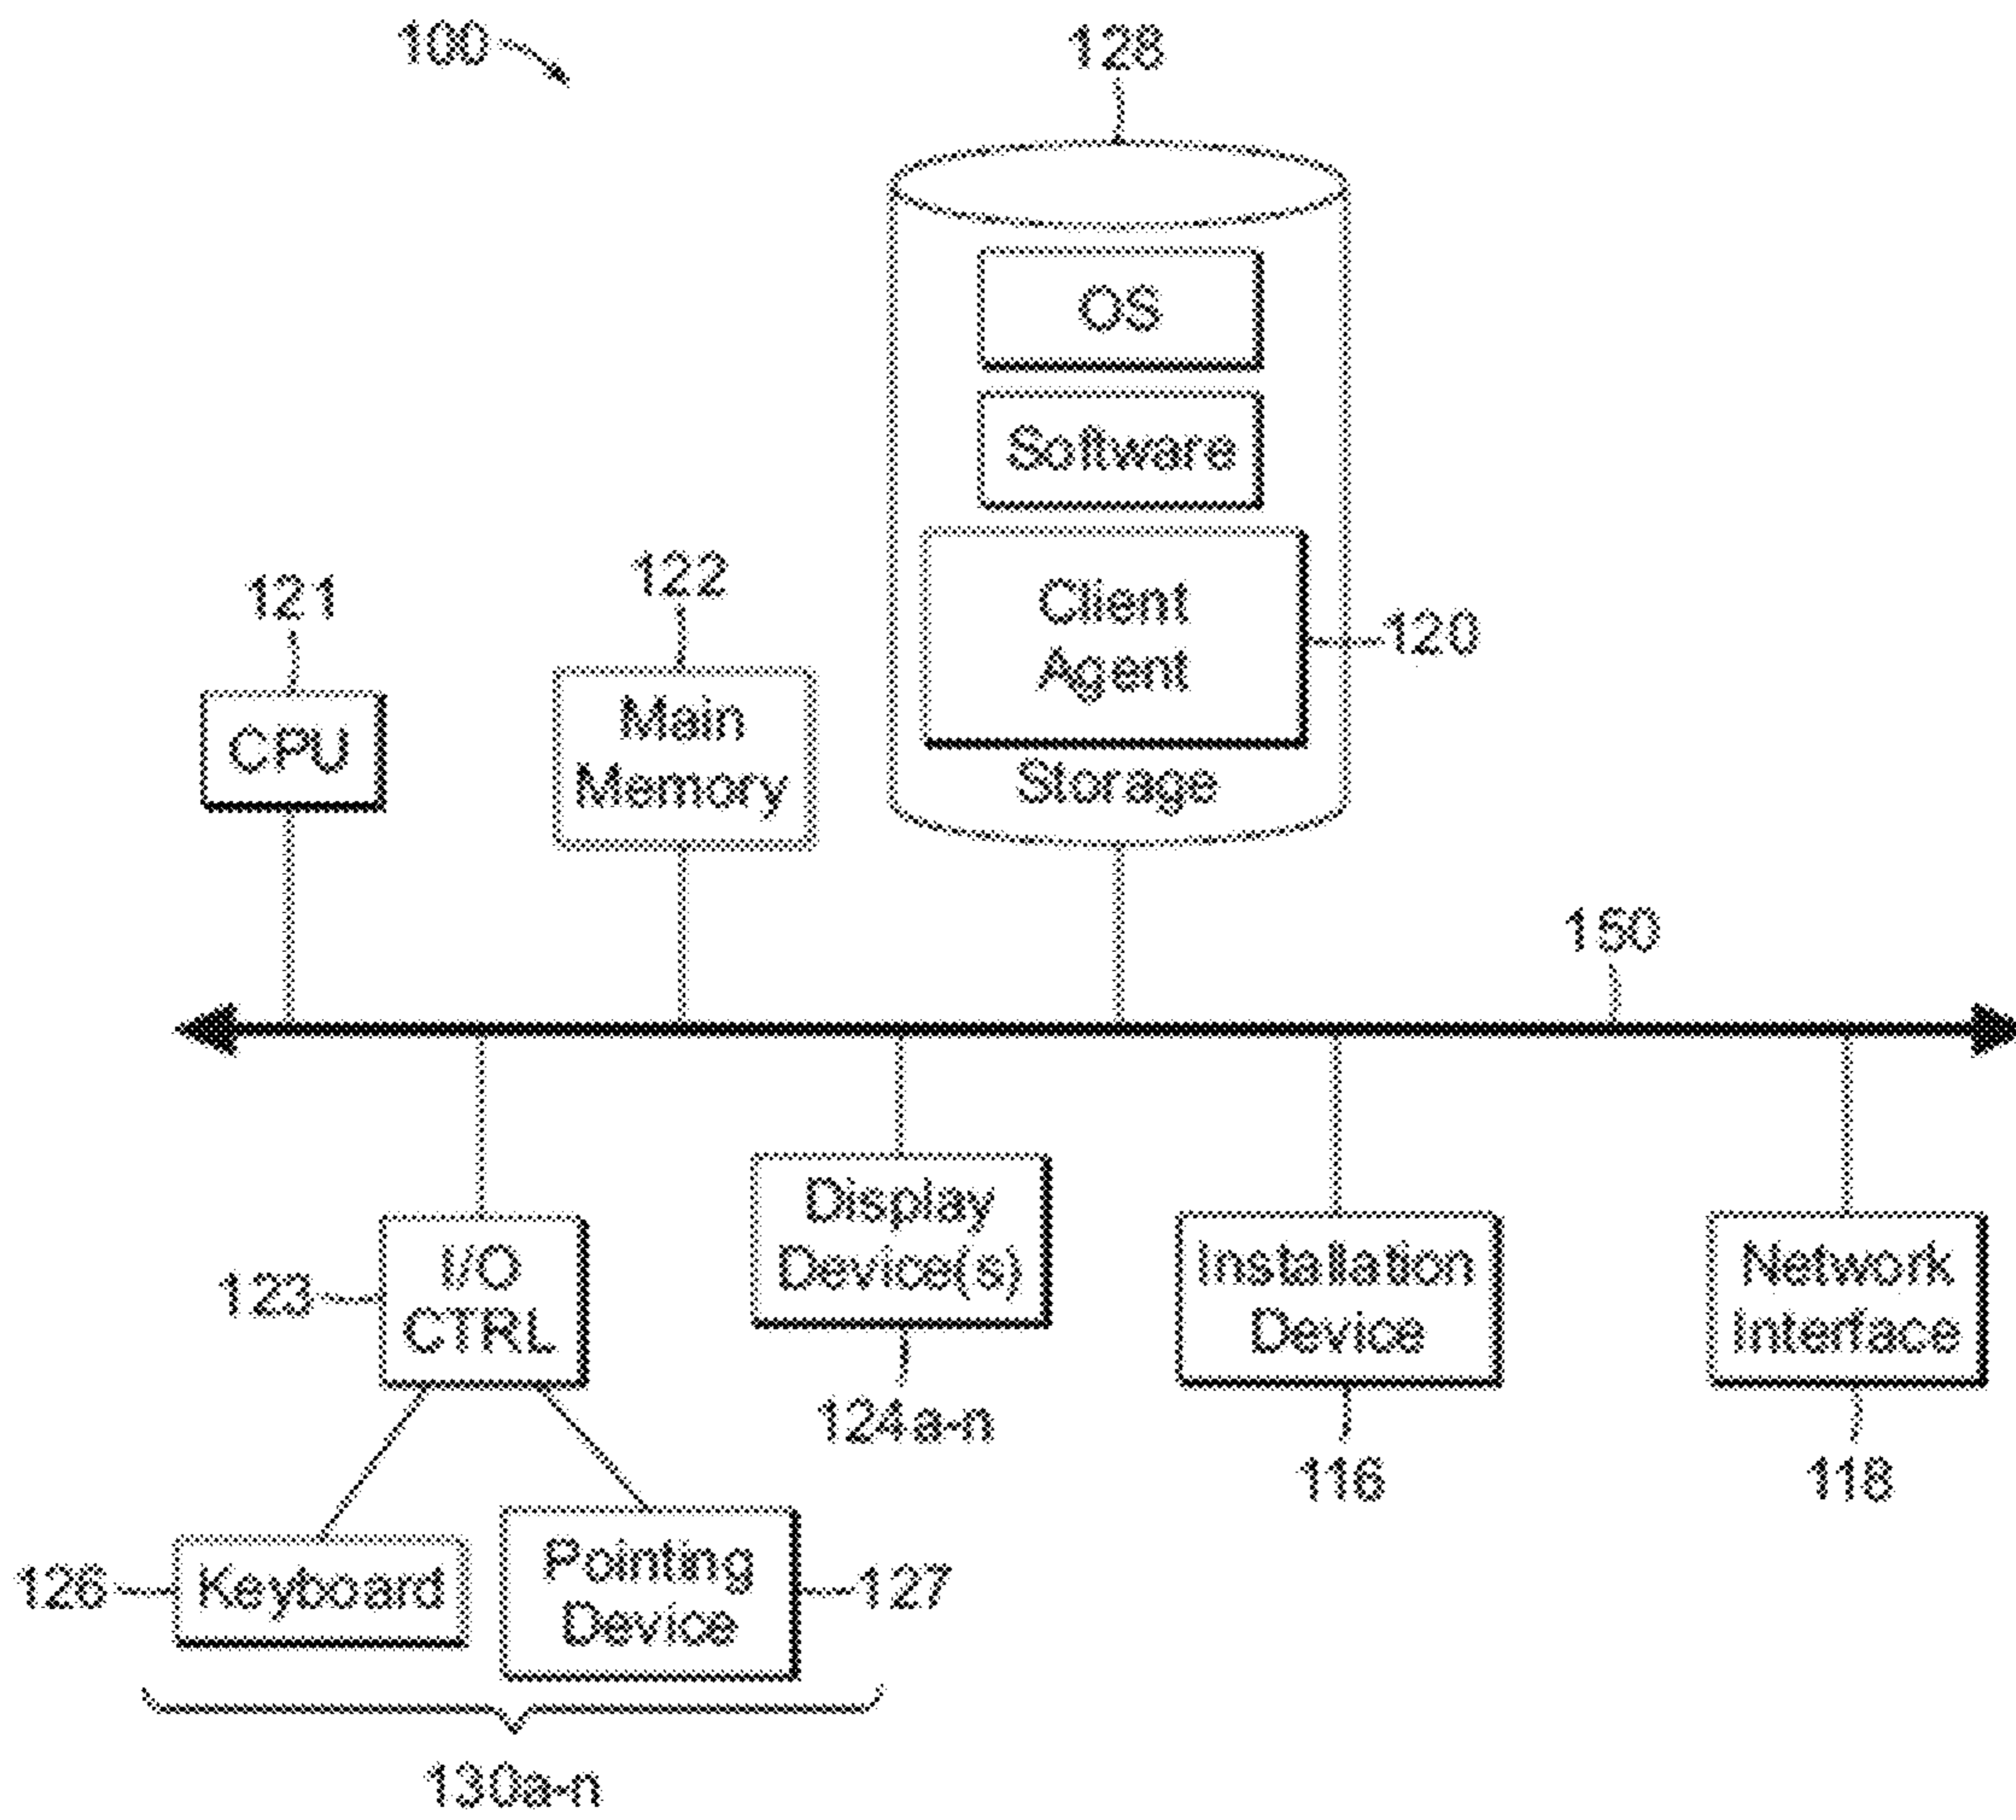 100
128
OS
Software
Client
Agent
120
Storage
121
CPU
122
Main
Memory
150
I/O
CTRL
123
Display
Device(s)
124a-n
Installation
Device
116
Network
Interface
118
126
Keyboard
Pointing
Device
127
130a-n